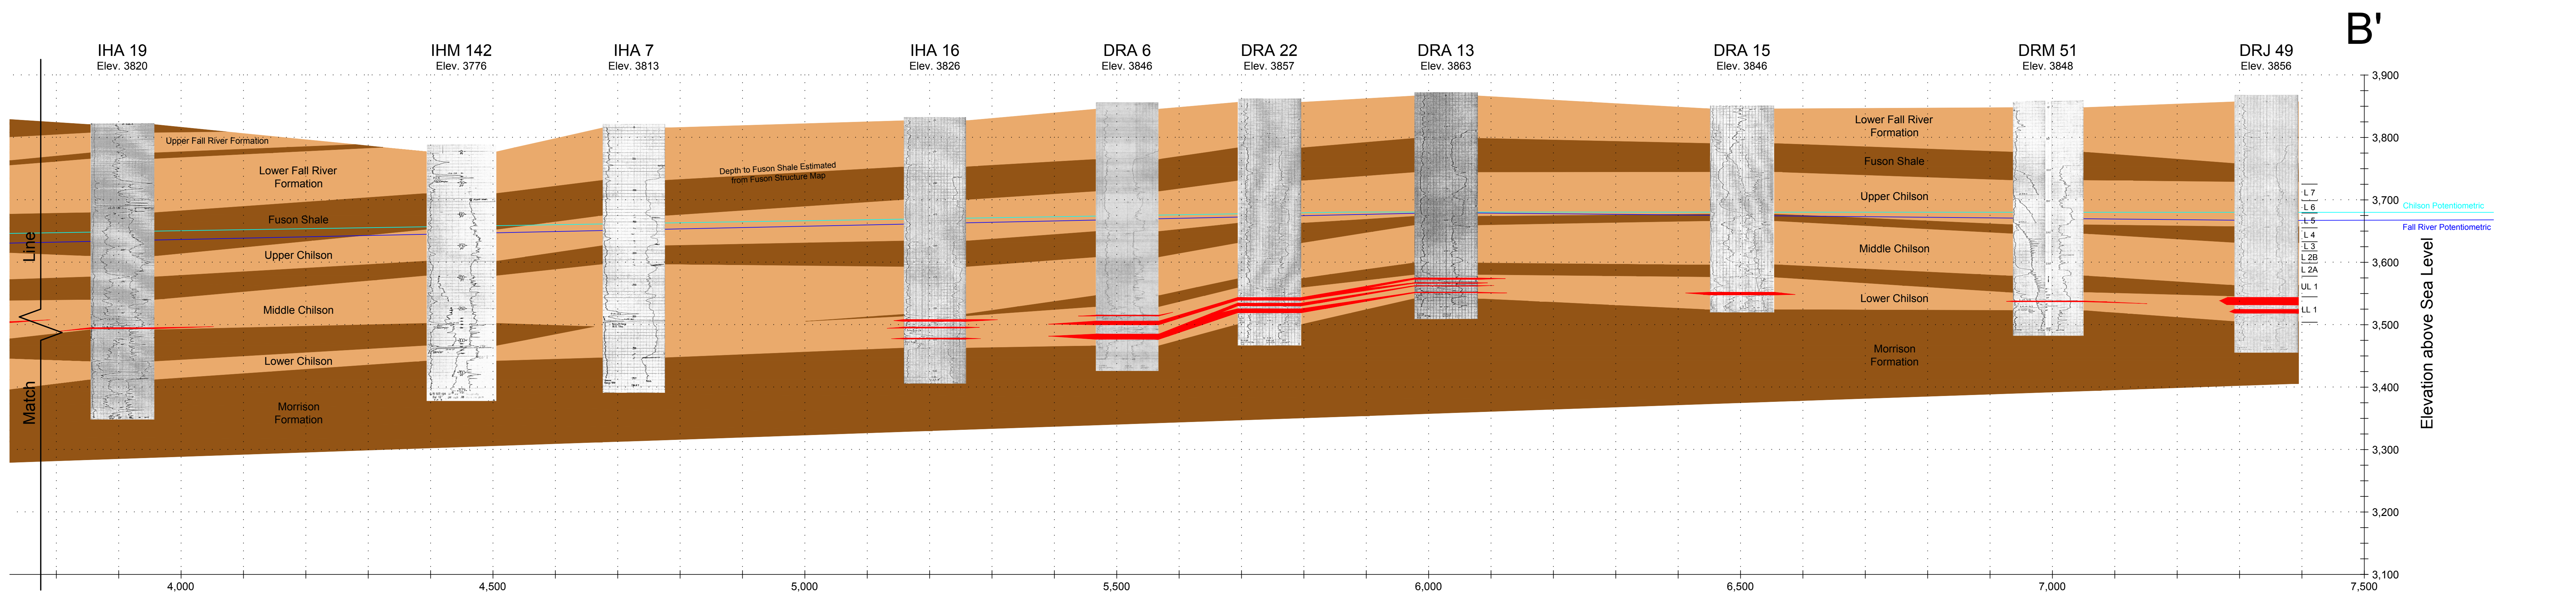 B'
IHA 19
Elev. 3820
IHM 142
Elev. 3776
IHA 7
Elev. 3813
IHA 16
Elev. 3826
DRA 6
Elev. 3846
DRA 22
Elev. 3857
DRA 13
Elev. 3863
DRA 15
Elev. 3846
DRM 51
Elev. 3848
DRJ 49
Elev. 3856
Upper Fall River Formation
Lower Fall River
Formation
Fuson Shale
Upper Chilson
Middle Chilson
Lower Chilson
Morrison
Formation
Line
Match
Depth to Fuson Shale Estimated
from Fuson Structure Map
Lower Fall River
Formation
Fuson Shale
Upper Chilson
Middle Chilson
Lower Chilson
Morrison
Formation
L 7
L 6
L 5
L 4
L 3
L 2B
L 2A
UL 1
LL 1
Chilson Potentiometric
Fall River Potentiometric
3,900
3,800
3,700
3,600
3,500
3,400
3,300
3,200
3,100
Elevation above Sea Level
4,000
4,500
5,000
5,500
6,000
6,500
7,000
7,500